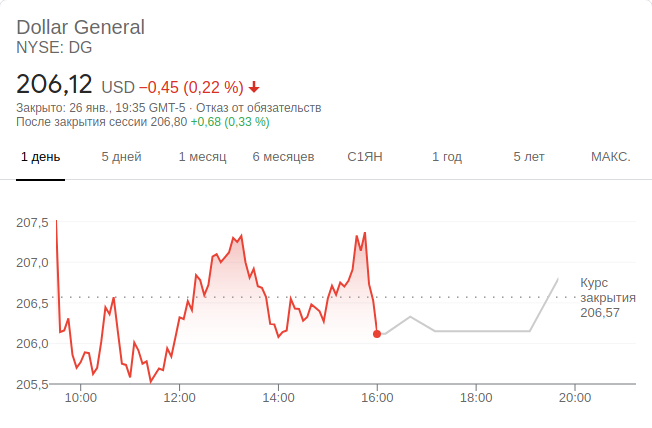 Dollar General
NYSE: DG
206,12 USD −0,45 (0,22 %)
Закрыто: 26 янв., 19:35 GMT-5 · Отказ от обязательств
После закрытия сессии 206,80 +0,68 (0,33 %)
1 день 5 дней 1 месяц 6 месяцев С1ЯН 1 год 5 лет МАКС.
207,5
207,0
206,5
206,0
205,5
Курс
закрытия
206,57
10:00 12:00 14:00 16:00 18:00 20:00